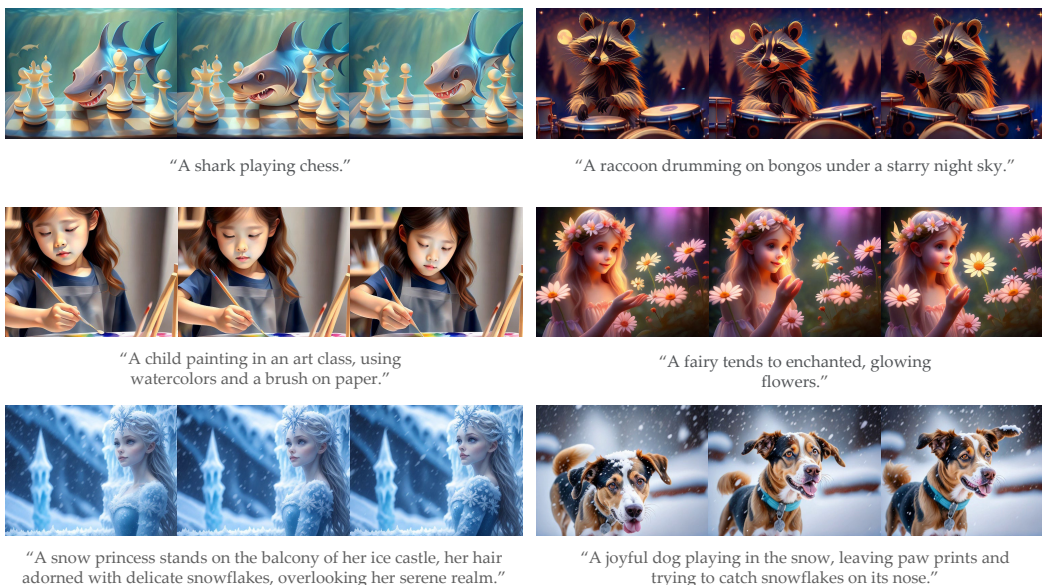 “A shark playing chess.”
“A raccoon drumming on bongos under a starry night sky.”
“A child painting in an art class, using
watercolors and a brush on paper.”
“A fairy tends to enchanted, glowing
flowers.”
“A snow princess stands on the balcony of her ice castle, her hair
adorned with delicate snowflakes, overlooking her serene realm.”
“A joyful dog playing in the snow, leaving paw prints and
trying to catch snowflakes on its nose.”